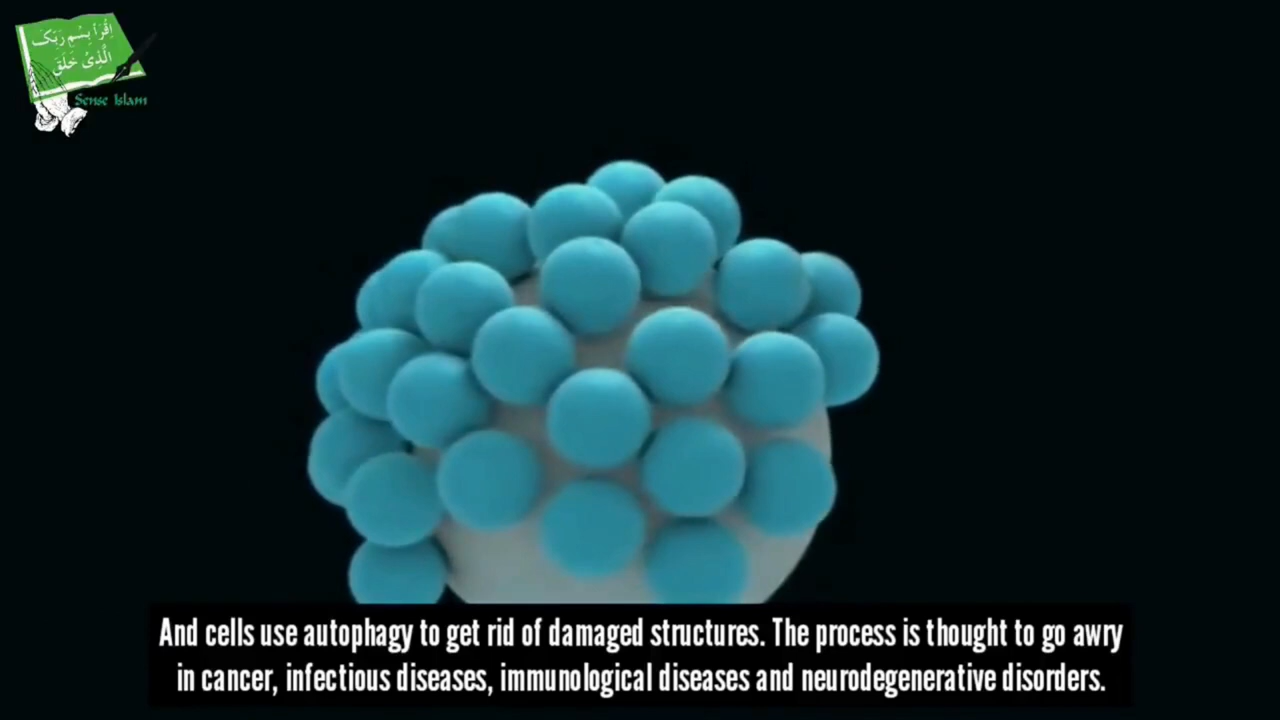 اِقْرَأْ بِسْمِ رَبِّكَ
الَّذِىْ خَلَقَ
Sense Islam
And cells use autophagy to get rid of damaged structures. The process is thought to go awry
in cancer, infectious diseases, immunological diseases and neurodegenerative disorders.